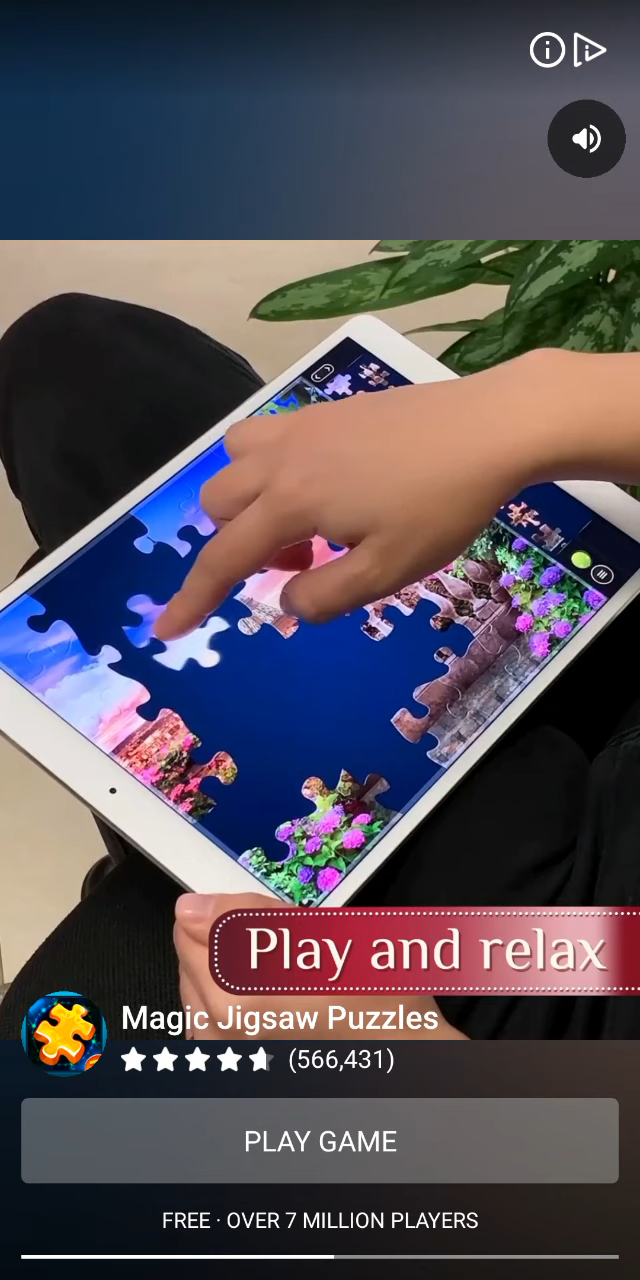 Play and relax
Magic Jigsaw Puzzles
(566,431)
PLAY GAME
FREE · OVER 7 MILLION PLAYERS